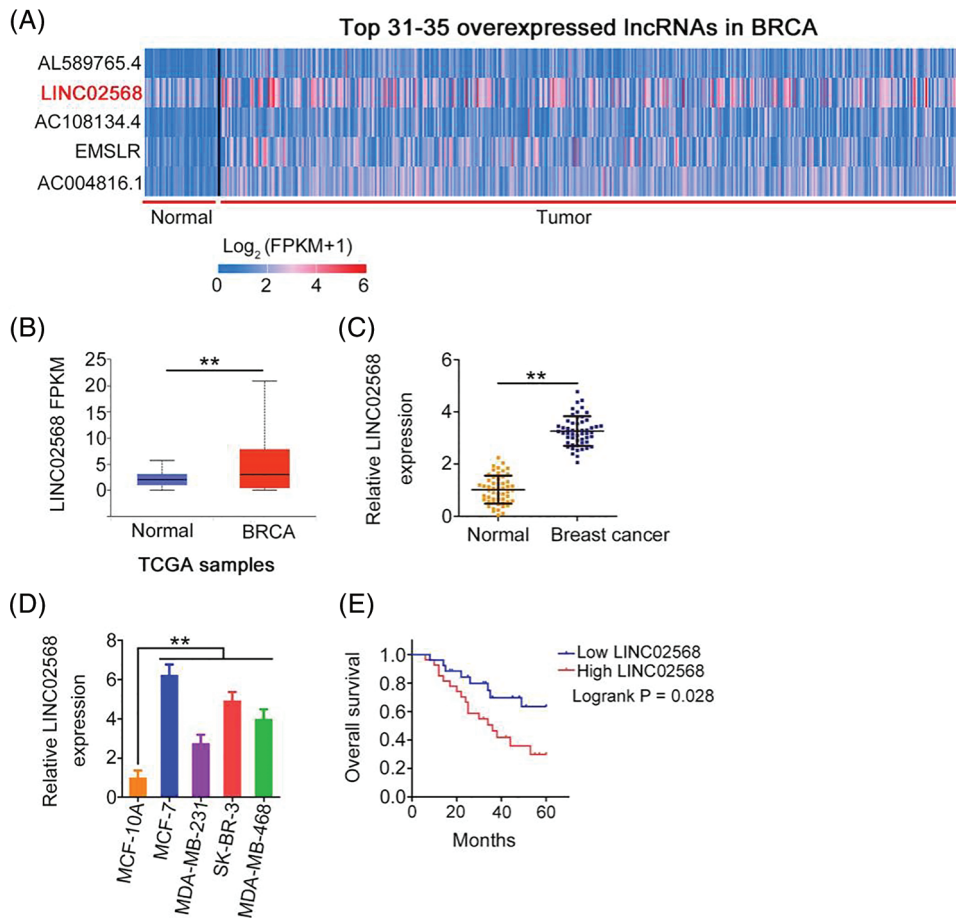 (A)
Top 31-35 overexpressed lncRNAs in BRCA
AL589765.4
LINC02568
AC108134.4
EMSLR
AC004816.1
Normal
Tumor
Log2 (FPKM+1)
0 2 4 6
(B)
LINC02568 FPKM
25
20
15
10
5
0
**
Normal BRCA
TCGA samples
(C)
Relative LINC02568
expression
6
4
2
0
**
Normal Breast cancer
(D)
Relative LINC02568
expression
8
6
4
2
0
**
MCF-10A
MCF-7
MDA-MB-231
SK-BR-3
MDA-MB-468
(E)
Overall survival
1.0
0.8
0.6
0.4
0.2
0.0
Low LINC02568
High LINC02568
Logrank P = 0.028
0 20 40 60
Months